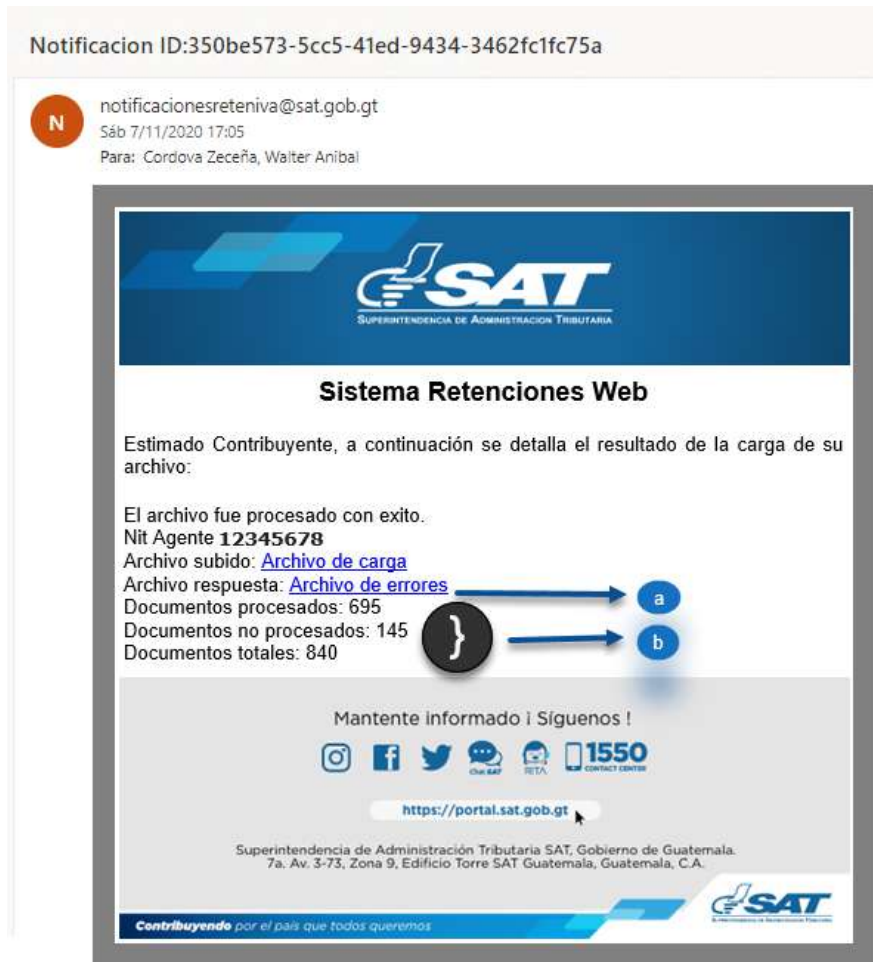 Notificacion ID:350be573-5cc5-41ed-9434-3462fc1fc75a
N
notificacionesreteniva@sat.gob.gt
Sáb 7/11/2020 17:05
Para: Cordova Zeceña, Walter Anibal
SAT
SUPERINTENDENCIA DE ADMINISTRACION TRIBUTARIA
Sistema Retenciones Web
Estimado Contribuyente, a continuación se detalla el resultado de la carga de su
archivo:
El archivo fue procesado con exito.
Nit Agente 12345678
Archivo subido: Archivo de carga
Archivo respuesta: Archivo de errores
a
Documentos procesados: 695
Documentos no procesados: 145
} b
Documentos totales: 840
Mantente informado ¡ Síguenos !
Chat SAT
RETA
1550
CONTACT CENTER
https://portal.sat.gob.gt
Superintendencia de Administración Tributaria SAT, Gobierno de Guatemala.
7a. Av. 3-73, Zona 9, Edificio Torre SAT Guatemala, Guatemala, C.A.
SAT
Contribuyendo por el país que todos queremos